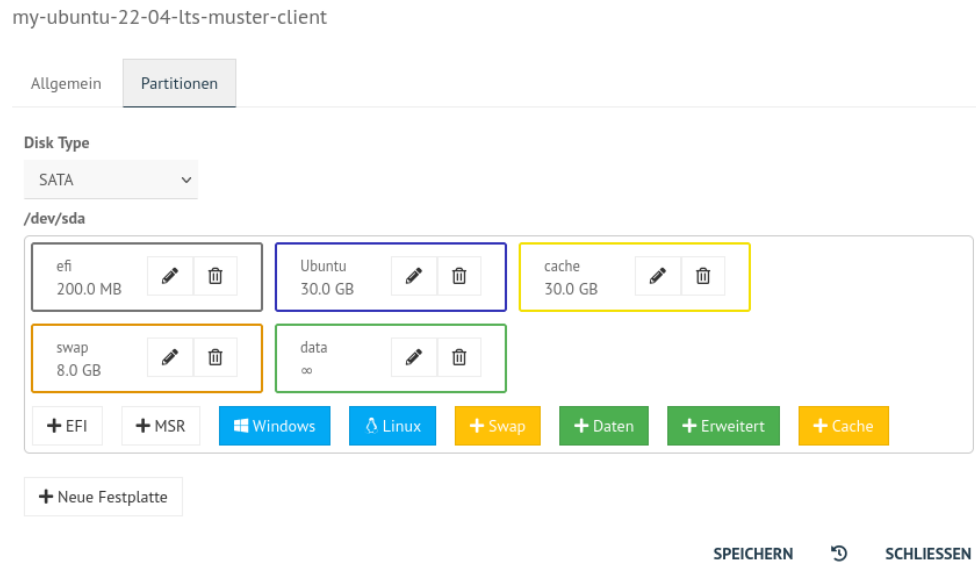 my-ubuntu-22-04-lts-muster-client
Allgemein Partitionen
Disk Type
SATA
/dev/sda
efi
200.0 MB
Ubuntu
30.0 GB
cache
30.0 GB
swap
8.0 GB
data
∞
+ EFI + MSR Windows Linux + Swap + Daten + Erweitert + Cache
+ Neue Festplatte
SPEICHERN SCHLIESSEN